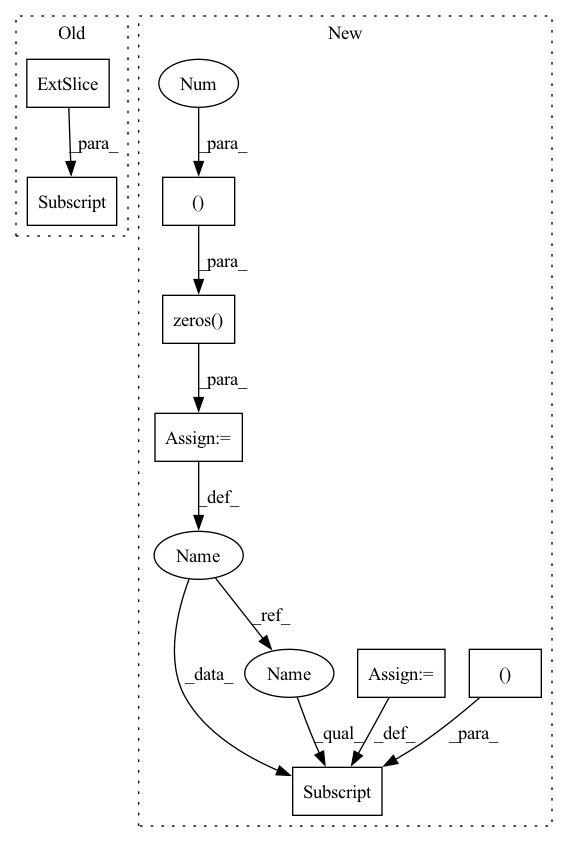 Old
New
ExtSlice
Num
_para_
_para_
Subscript
()
_para_
zeros()
_para_
Assign:=
_def_
Name
_ref_
_data_
Name
Assign:=
()
_qual_
_def_
_para_
Subscript